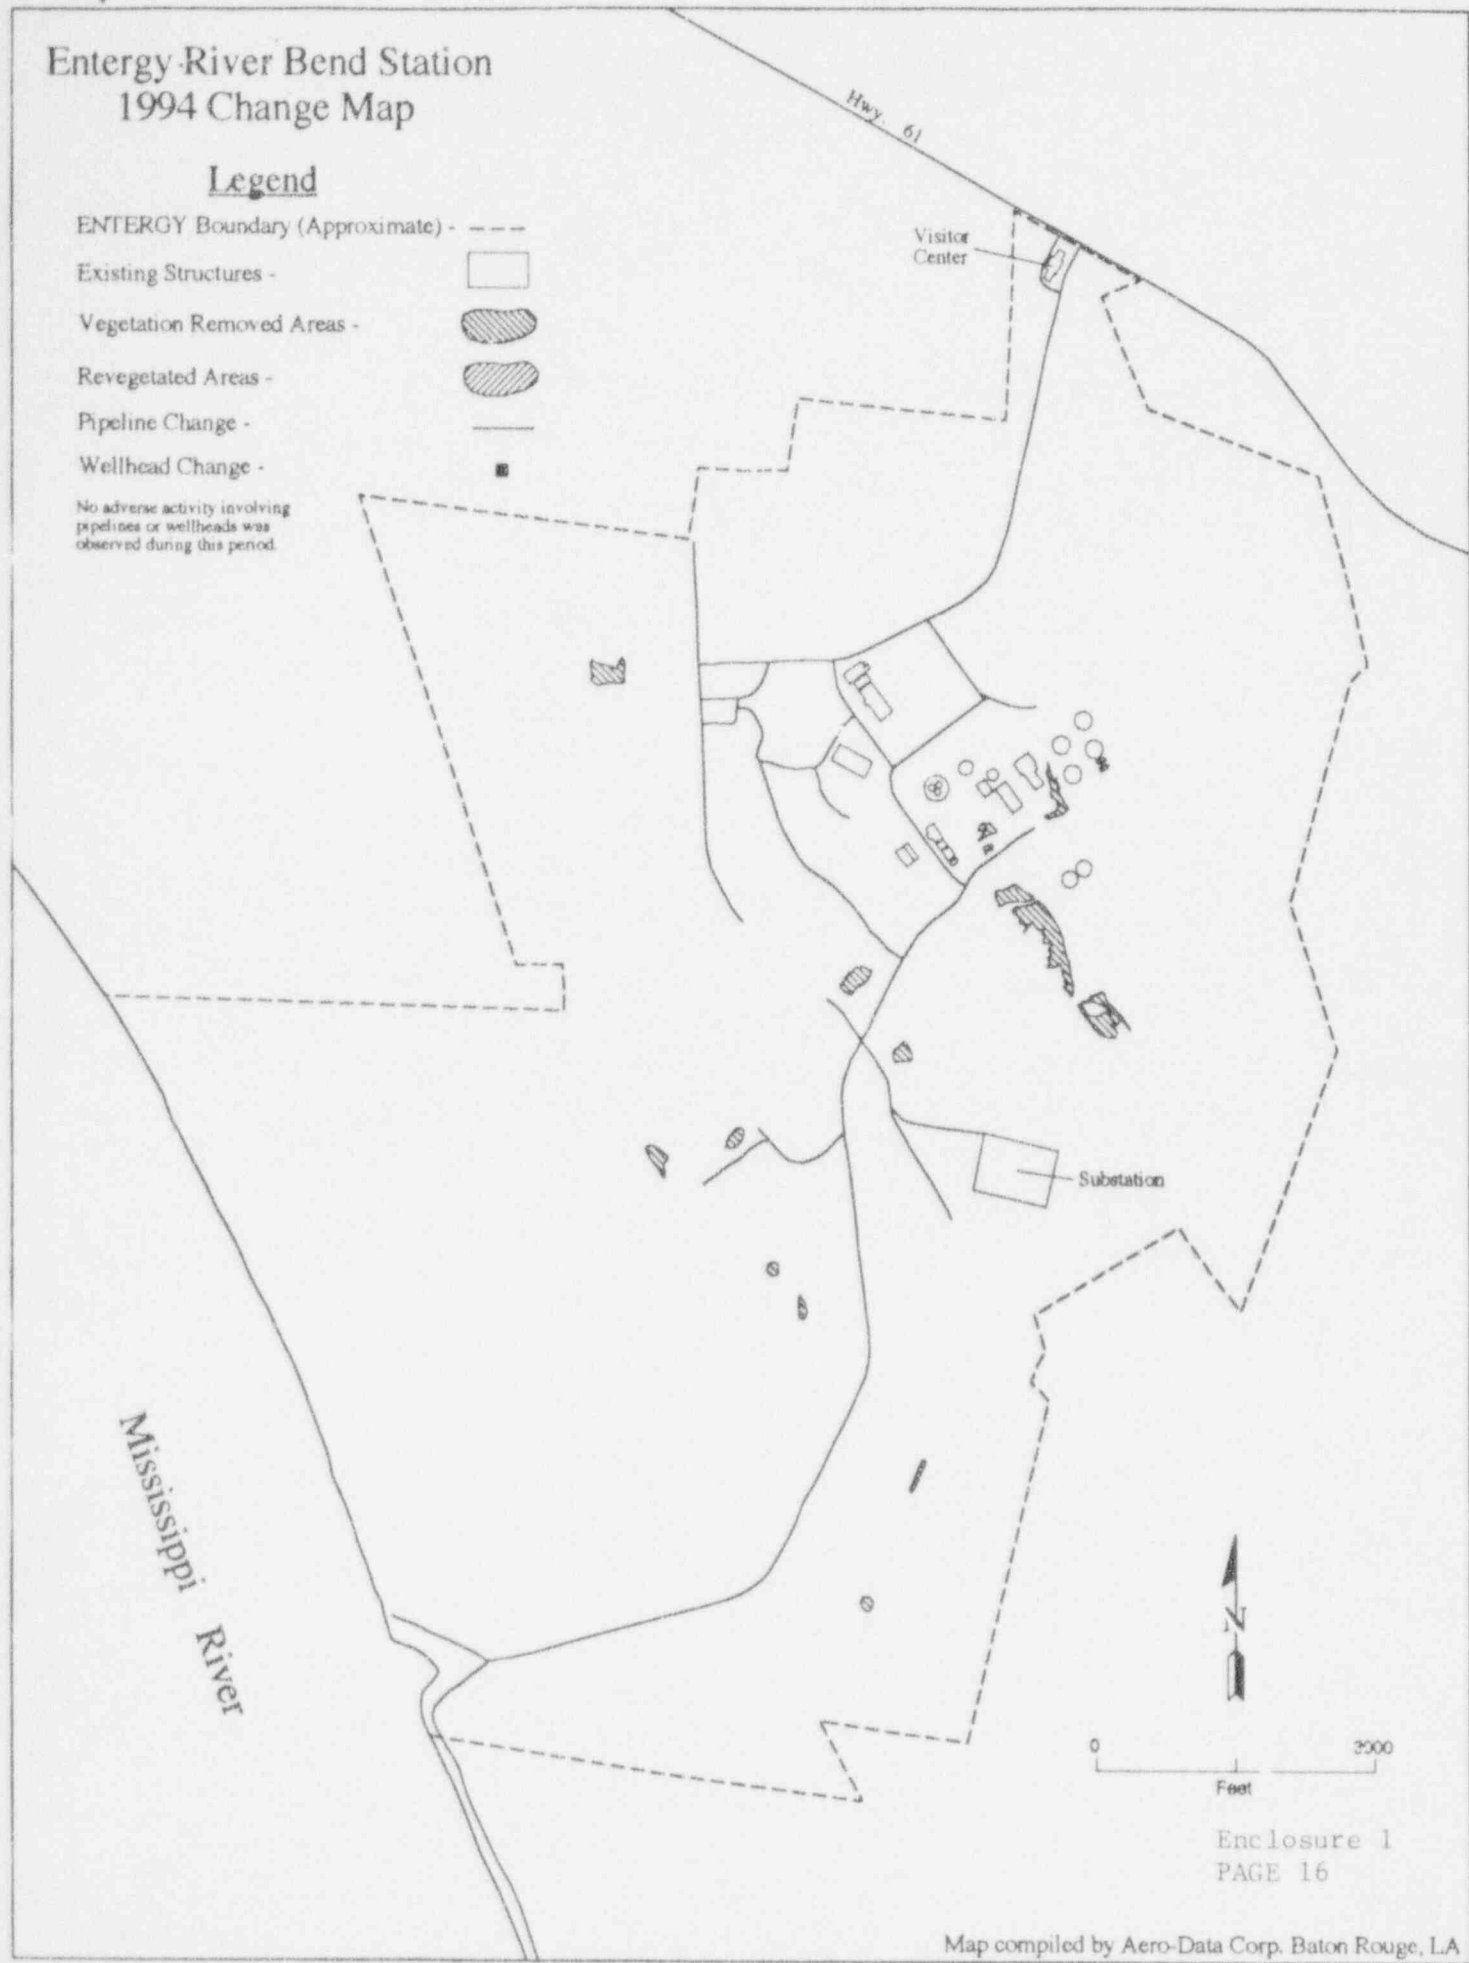 Entergy River Bend Station
1994 Change Map
Legend
ENTERGY Boundary (Approximate) -
Existing Structures -
Vegetation Removed Areas -
Revegetated Areas -
Pipeline Change -
Wellhead Change -
No adverse activity involving
pipelines or wellheads was
observed during this period.
Hwy. 61
Visitor
Center
Substation
Mississippi River
N
0
Feet
Enclosure 1
PAGE 16
Map compiled by Aero-Data Corp. Baton Rouge, LA